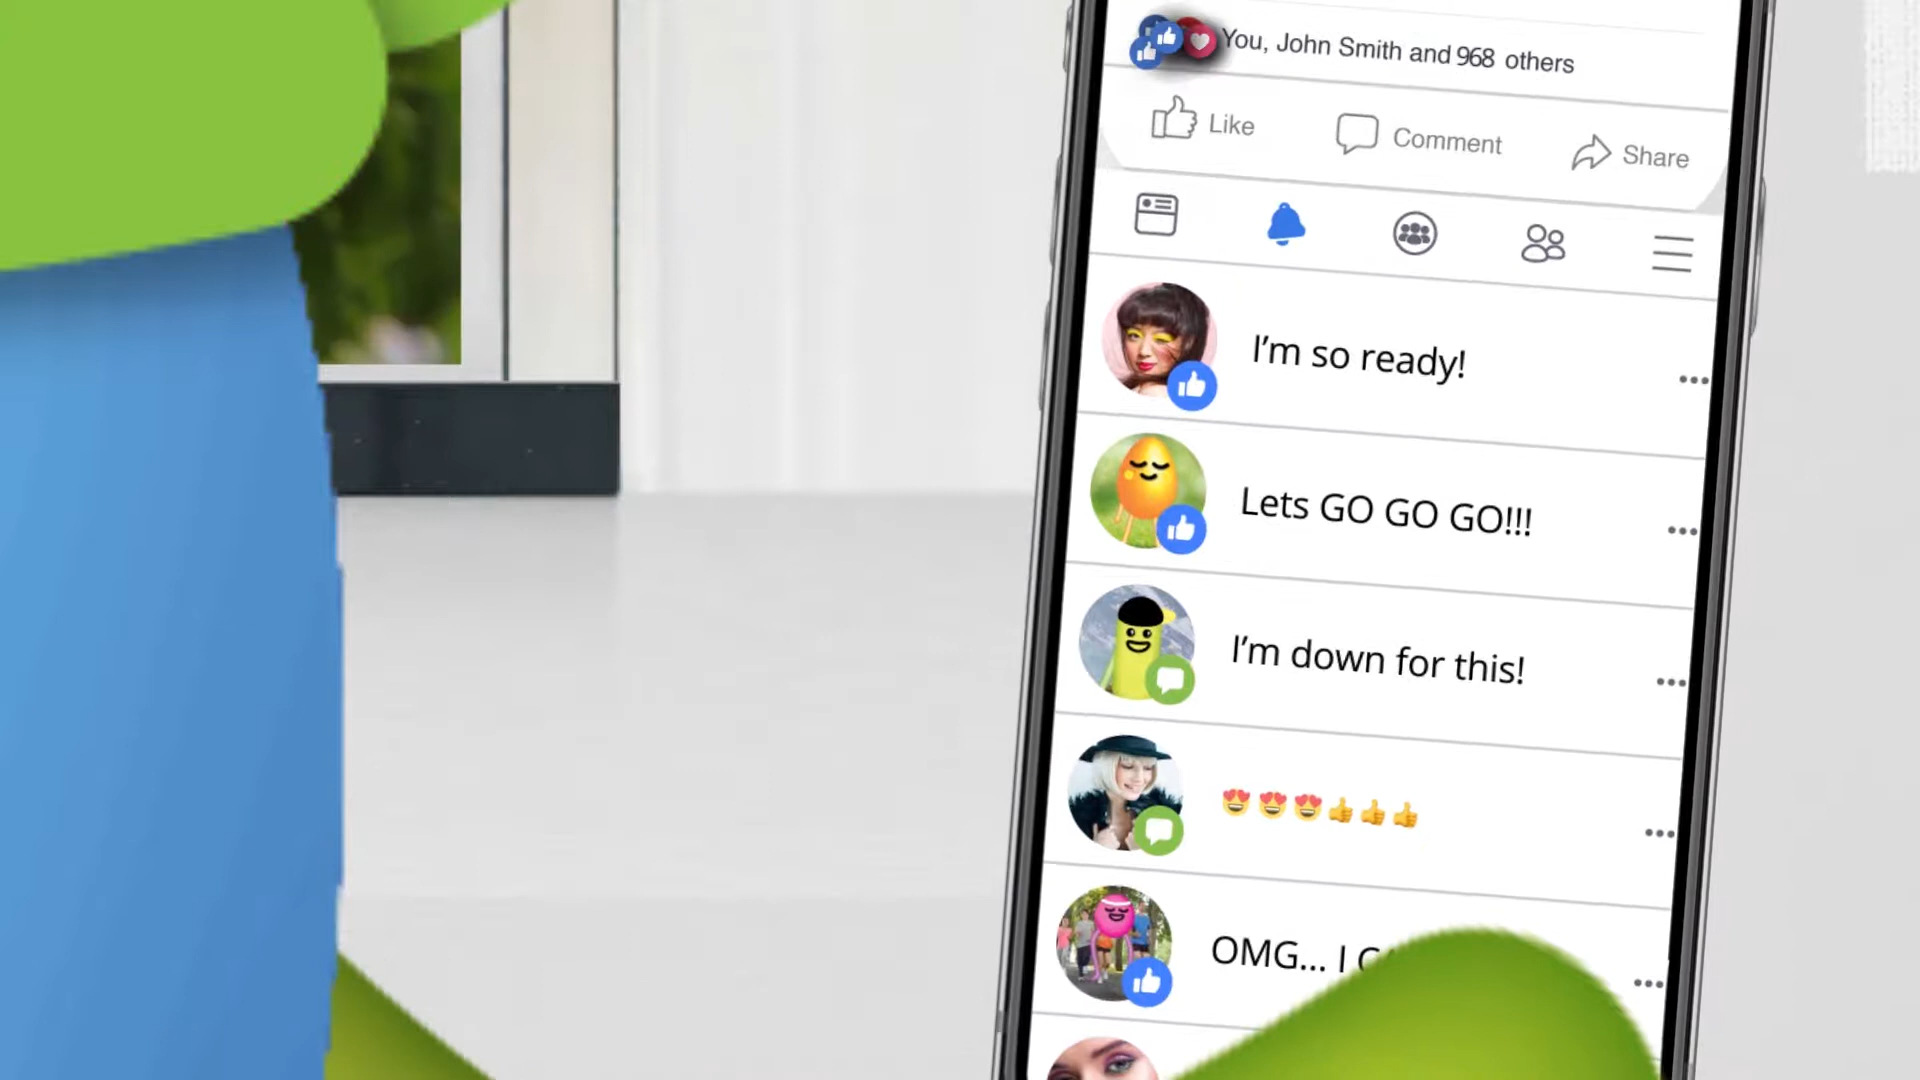 You, John Smith and 968 others
Like Comment Share
I’m so ready!
Lets GO GO GO!!!
I’m down for this!
😍😍😍👍👍👍
OMG... I